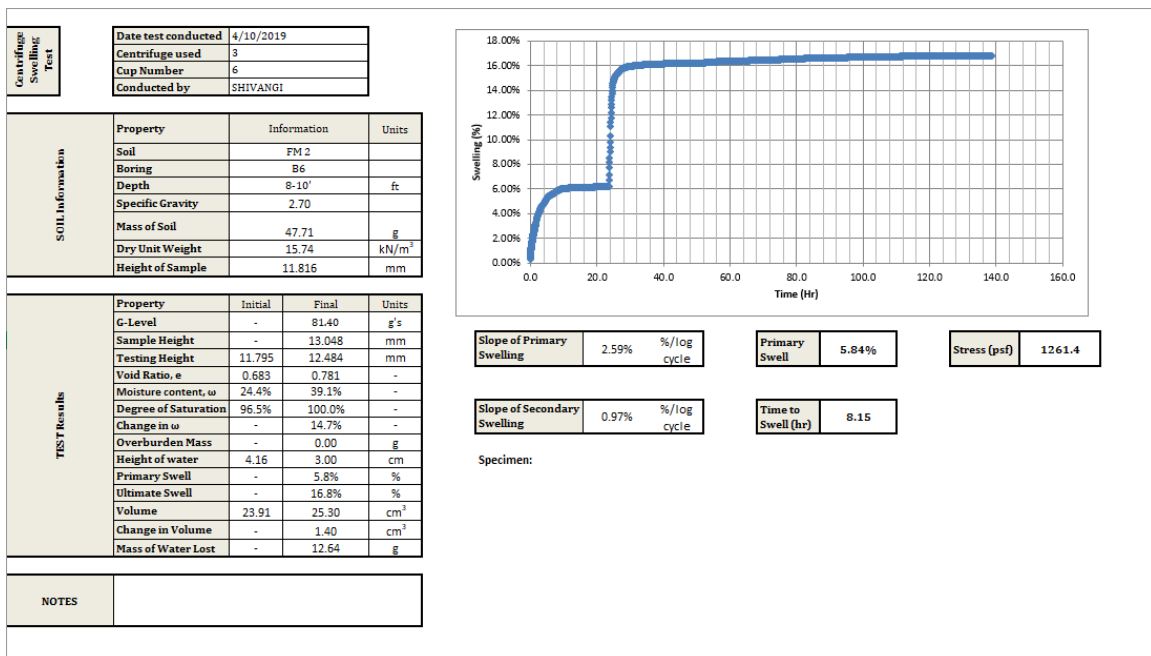 Centrifuge Swelling Test
Date test conducted 4/10/2019
Centrifuge used 3
Cup Number 6
Conducted by SHIVANGI
SOIL Information
Property Information Units
Soil FM 2
Boring B6
Depth 8-10' ft
Specific Gravity 2.70
Mass of Soil 47.71 g
Dry Unit Weight 15.74 kN/m³
Height of Sample 11.816 mm
TEST Results
Property Initial Final Units
G-Level - 81.40 g's
Sample Height - 13.048 mm
Testing Height 11.795 12.484 mm
Void Ratio, e 0.683 0.781 -
Moisture content, ω 24.4% 39.1% -
Degree of Saturation 96.5% 100.0% -
Change in ω - 14.7% -
Overburden Mass - 0.00 g
Height of water 4.16 3.00 cm
Primary Swell - 5.8% %
Ultimate Swell - 16.8% %
Volume 23.91 25.30 cm³
Change in Volume - 1.40 cm³
Mass of Water Lost - 12.64 g
NOTES
Swelling (%)
18.00%
16.00%
14.00%
12.00%
10.00%
8.00%
6.00%
4.00%
2.00%
0.00%
0.0 20.0 40.0 60.0 80.0 100.0 120.0 140.0 160.0
Time (Hr)
Slope of Primary Swelling 2.59% %/log cycle
Primary Swell 5.84%
Stress (psf) 1261.4
Slope of Secondary Swelling 0.97% %/log cycle
Time to Swell (hr) 8.15
Specimen: